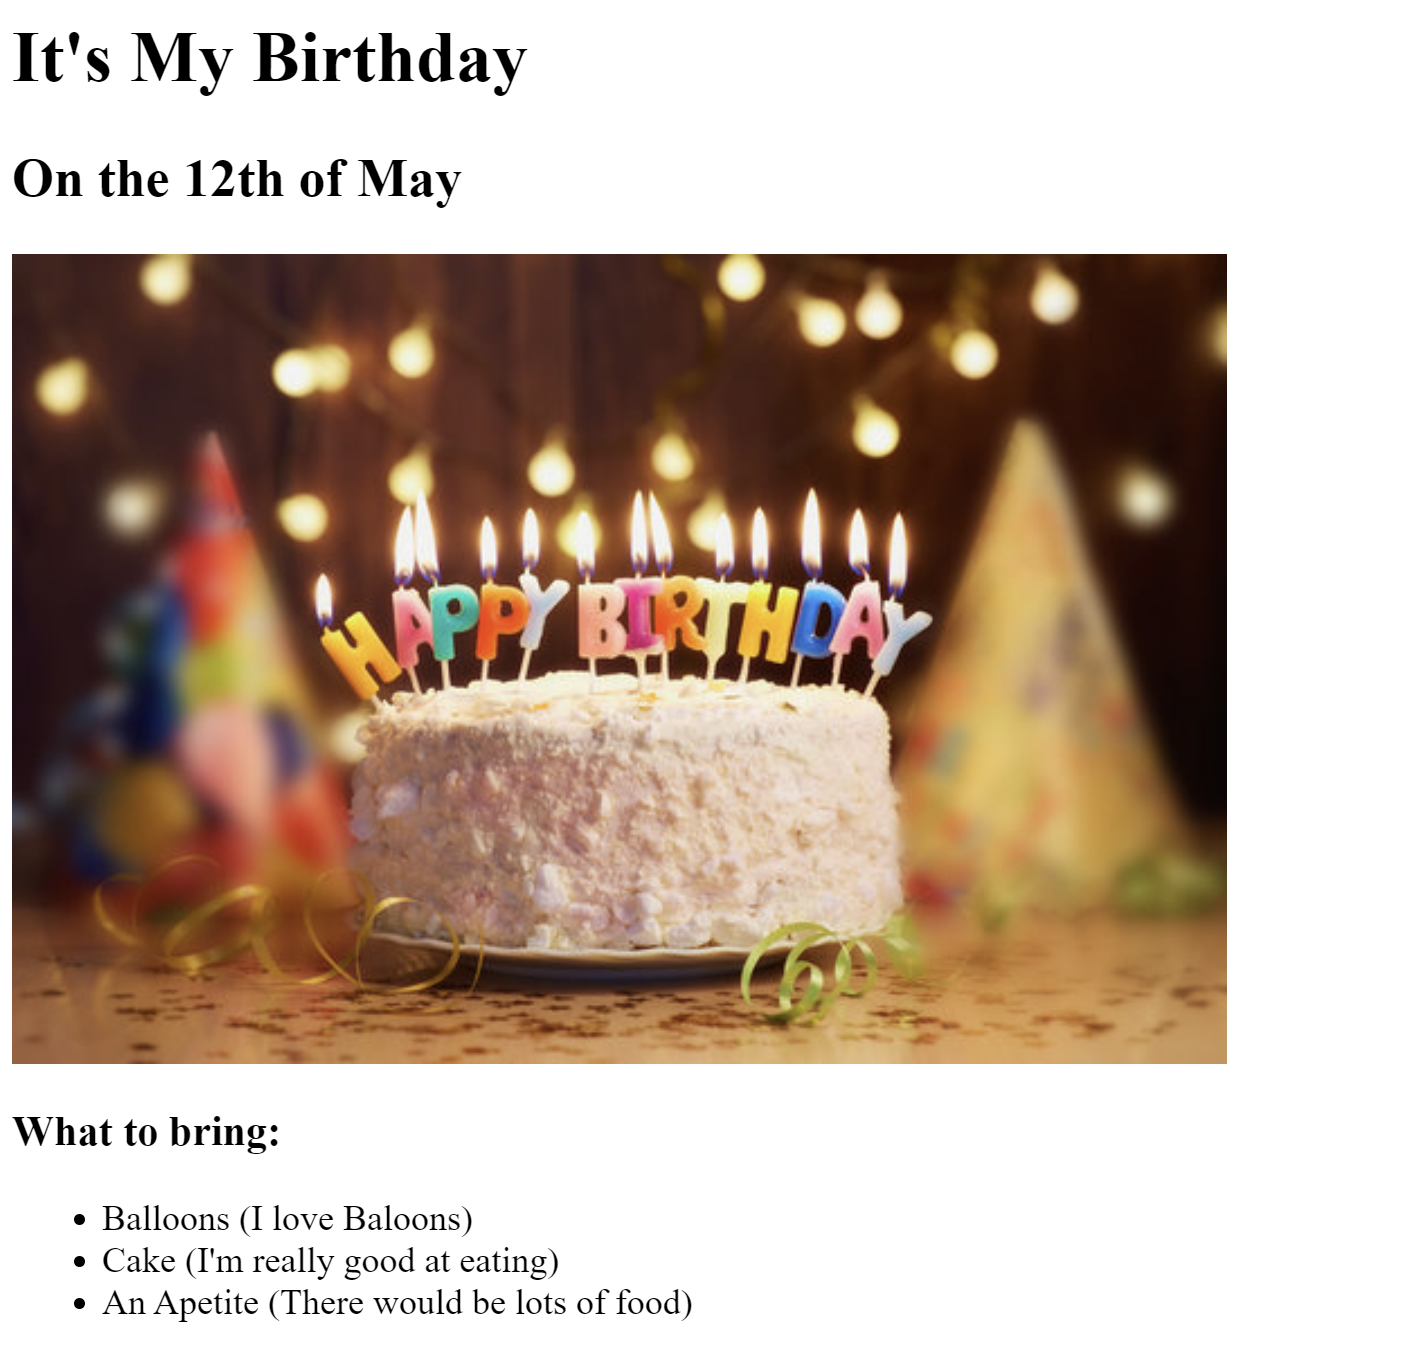 It's My Birthday
On the 12th of May
HAPPY BIRTHDAY
What to bring:
Balloons (I love Baloons)
Cake (I'm really good at eating)
An Apetite (There would be lots of food)